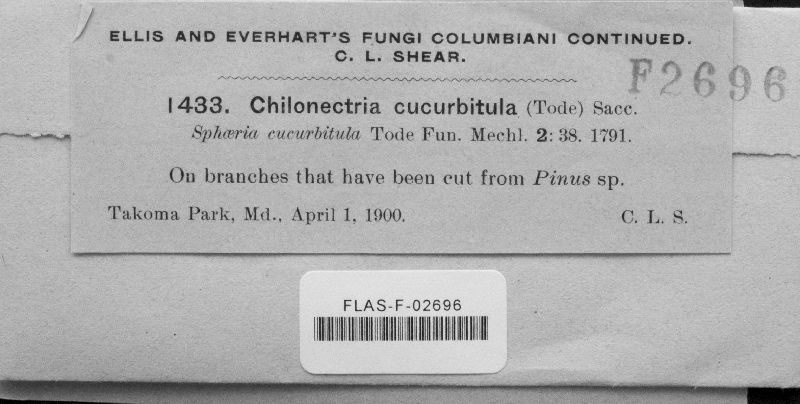 ELLIS AND EVERHART'S FUNGI COLUMBIANI CONTINUED.
C. L. SHEAR.
F2696
1433. Chilonectria cucurbitula (Tode) Sacc.
Sphæria cucurbitula Tode Fun. Mechl. 2: 38. 1791.
On branches that have been cut from Pinus sp.
Takoma Park, Md., April 1, 1900. C. L. S.
FLAS-F-02696